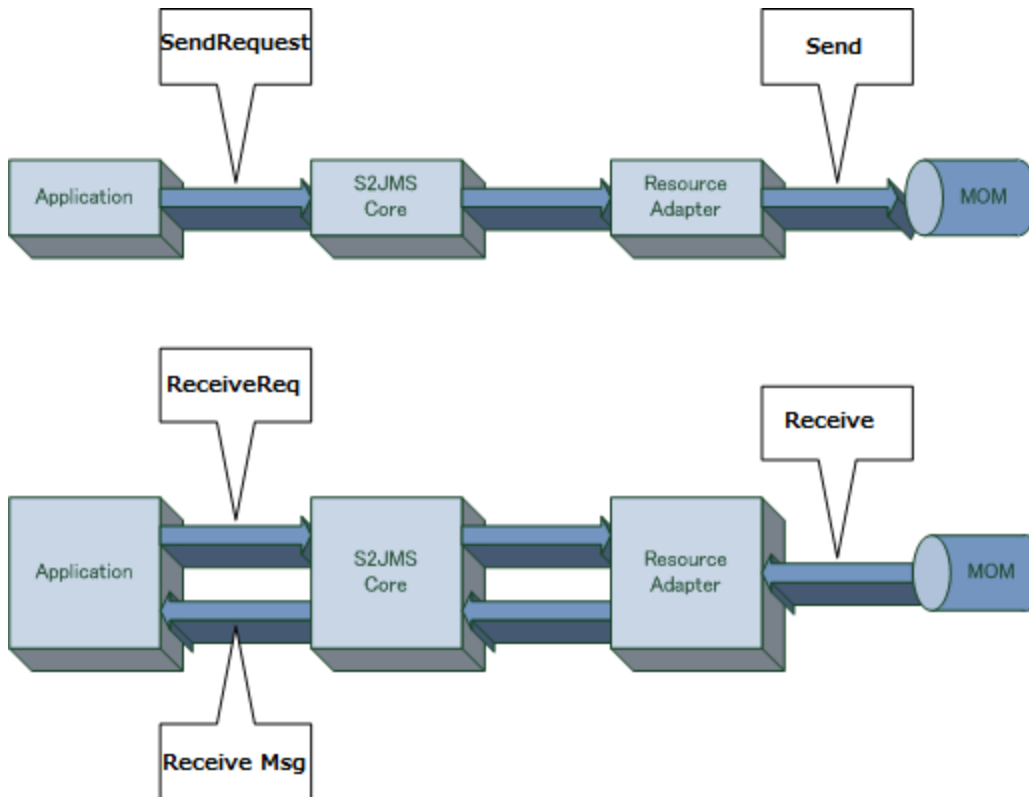 SendRequest
Send
Application
S2JMS
Core
Resource
Adapter
MOM
ReceiveReq
Receive
Application
S2JMS
Core
Resource
Adapter
MOM
Receive Msg